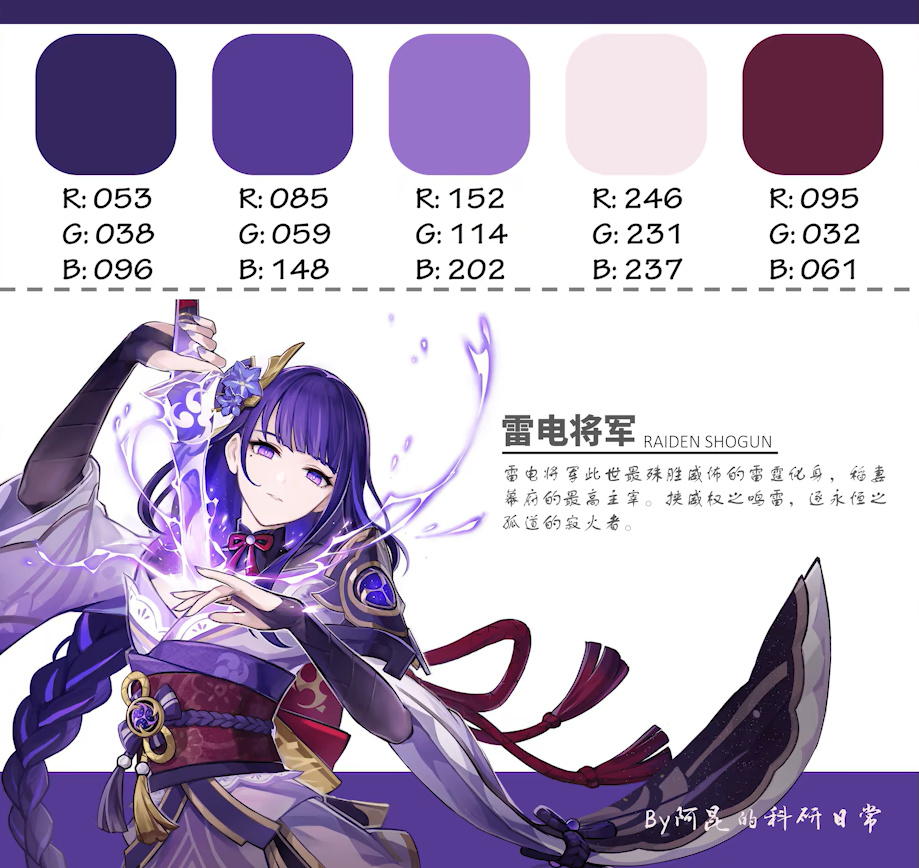 R: 053
G: 038
B: 096
R: 085
G: 059
B: 148
R: 152
G: 114
B: 202
R: 246
G: 231
B: 237
R: 095
G: 032
B: 061
雷电将军 RAIDEN SHOGUN
雷电将军此世最殊胜威怖的雷霆化身，稻妻
幕府的最高主宰。挟威权之鸣雷，逐永恒之
孤道的寂灭者。
By阿昆的科研日常